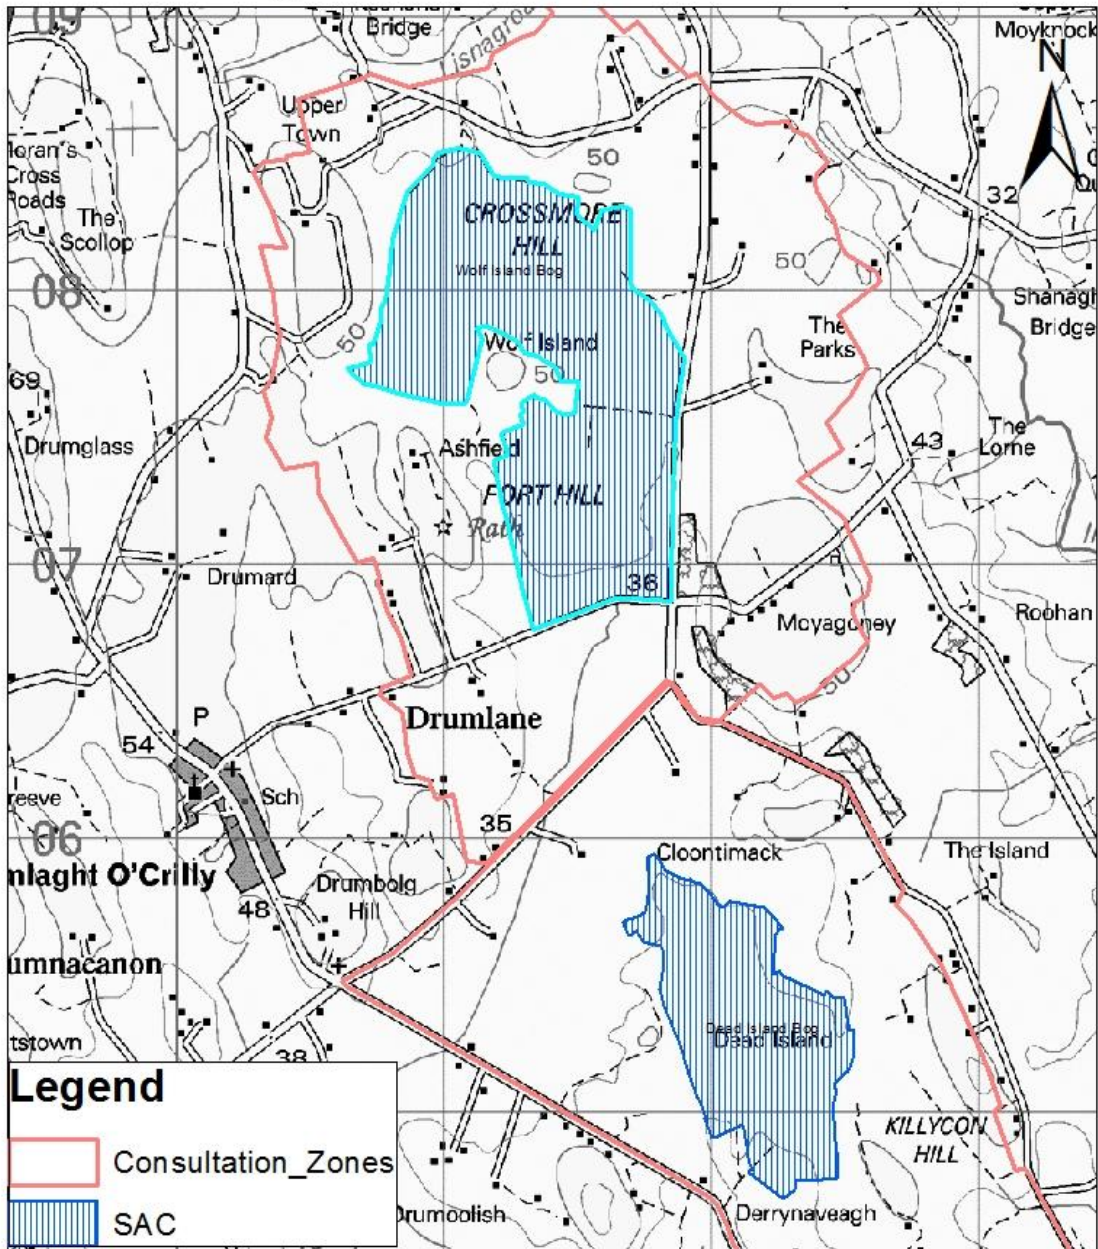 09
Bridge
Moyknock
N
Upper
Town
Moran's
Cross
Roads
The
Scollop
50
32
CROSSMORE
HILL
Wolf Island Bog
50
08
Shanagh
Bridge
50
Wolf Island
50
The
Parks
69
Drumglass
Ashfield
43
The
Lorne
FORT HILL
Rath
07
Drumard
36
Moyagoney
Roohan
50
P
Drumlane
54
Sch
reeve
35
06
Cloontimack
The Island
mlaght O'Crilly
Drumbolg
Hill
48
umnacanon
Dead Island Bog
Dead Island
tstown
38
KILLYCON
HILL
Legend
Consultation_Zones
SAC
Drumoolish
Derrynaveagh